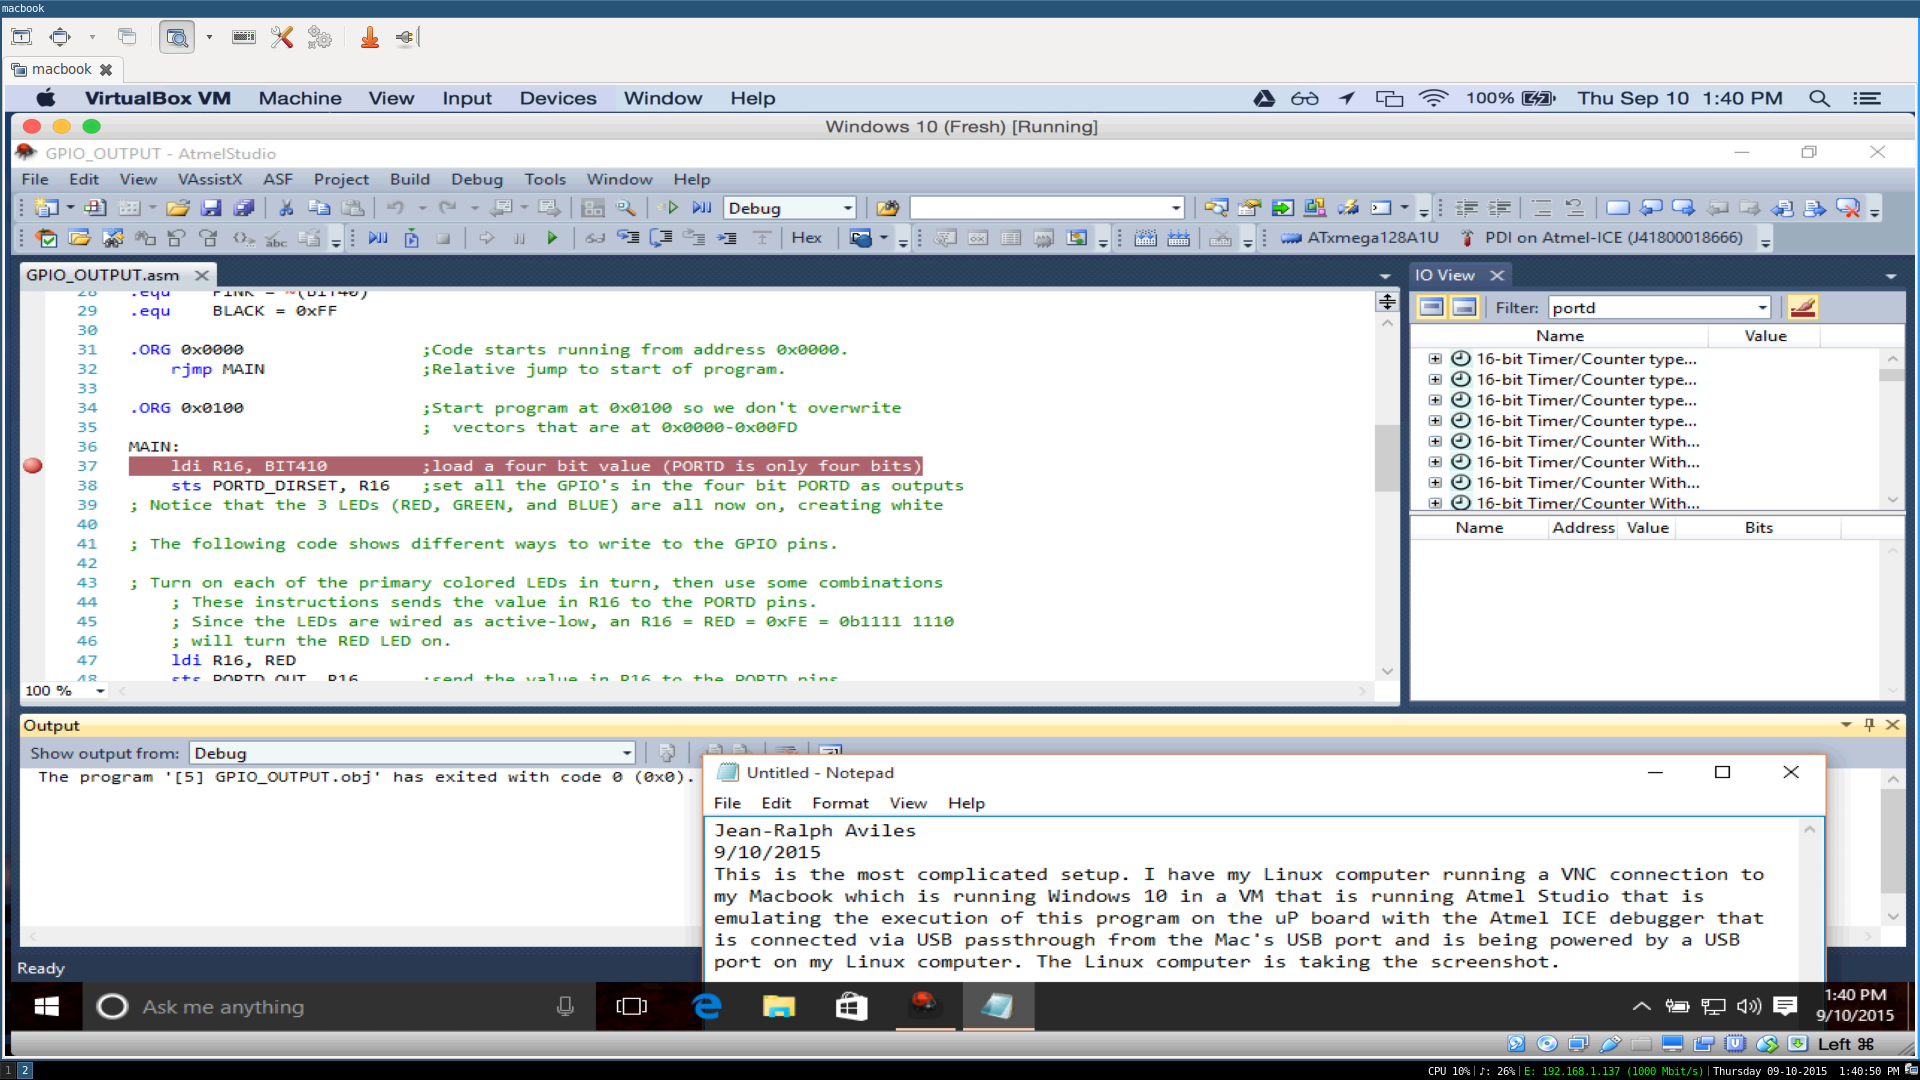 macbook
macbook
VirtualBox VM Machine View Input Devices Window Help 100% Thu Sep 10 1:40 PM
Windows 10 (Fresh) [Running]
GPIO_OUTPUT - AtmelStudio
File Edit View VAssistX ASF Project Build Debug Tools Window Help
Debug
Hex ATxmega128A1U PDI on Atmel-ICE (J41800018666)
GPIO_OUTPUT.asm
IO View
Filter: portd
Name Value
16-bit Timer/Counter type...
16-bit Timer/Counter type...
16-bit Timer/Counter type...
16-bit Timer/Counter type...
16-bit Timer/Counter With...
16-bit Timer/Counter With...
16-bit Timer/Counter With...
16-bit Timer/Counter With...
Name Address Value Bits
28 .equ PINK = ~(BIT40)
29 .equ BLACK = 0xFF
30
31 .ORG 0x0000 ;Code starts running from address 0x0000.
32 rjmp MAIN ;Relative jump to start of program.
33
34 .ORG 0x0100 ;Start program at 0x0100 so we don't overwrite
35 ; vectors that are at 0x0000-0x00FD
36 MAIN:
37 ldi R16, BIT410 ;load a four bit value (PORTD is only four bits)
38 sts PORTD_DIRSET, R16 ;set all the GPIO's in the four bit PORTD as outputs
39 ; Notice that the 3 LEDs (RED, GREEN, and BLUE) are all now on, creating white
40
41 ; The following code shows different ways to write to the GPIO pins.
42
43 ; Turn on each of the primary colored LEDs in turn, then use some combinations
44 ; These instructions sends the value in R16 to the PORTD pins.
45 ; Since the LEDs are wired as active-low, an R16 = RED = 0xFE = 0b1111 1110
46 ; will turn the RED LED on.
47 ldi R16, RED
48 sts PORTD_OUT, R16 ;send the value in R16 to the PORTD pins
100 %
Output
Show output from: Debug
The program '[5] GPIO_OUTPUT.obj' has exited with code 0 (0x0).
Untitled - Notepad
File Edit Format View Help
Jean-Ralph Aviles
9/10/2015
This is the most complicated setup. I have my Linux computer running a VNC connection to
my Macbook which is running Windows 10 in a VM that is running Atmel Studio that is
emulating the execution of this program on the uP board with the Atmel ICE debugger that
is connected via USB passthrough from the Mac's USB port and is being powered by a USB
port on my Linux computer. The Linux computer is taking the screenshot.
Ready
Ask me anything
1:40 PM
9/10/2015
Left ⌘
1 2 CPU 10% | ♪: 26% | E: 192.168.1.137 (1000 Mbit/s) | Thursday 09-10-2015 1:40:50 PM